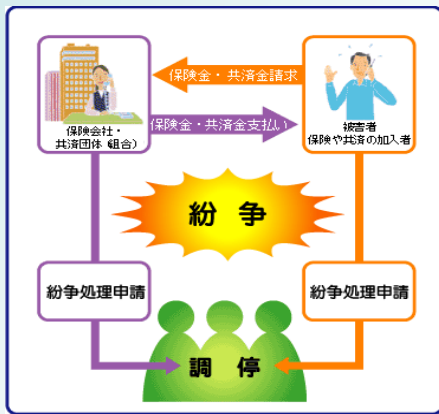 保険金・共済金請求
保険金・共済金支払い
保険会社・
共済団体（組合）
被害者
保険や共済の加入者
紛争
紛争処理申請
紛争処理申請
調停